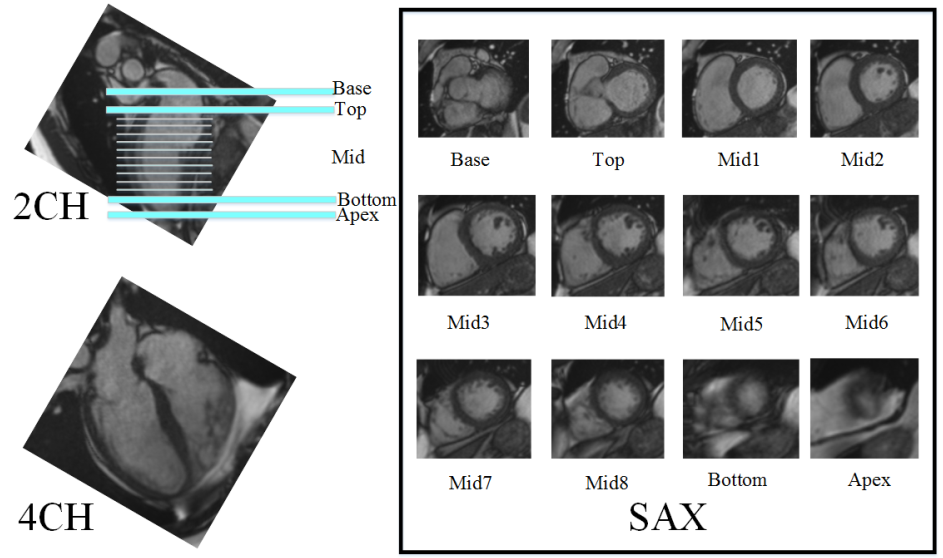 Base
Top
Mid
Bottom
Apex
2CH
4CH
Base Top Mid1 Mid2
Mid3 Mid4 Mid5 Mid6
Mid7 Mid8 Bottom Apex
SAX